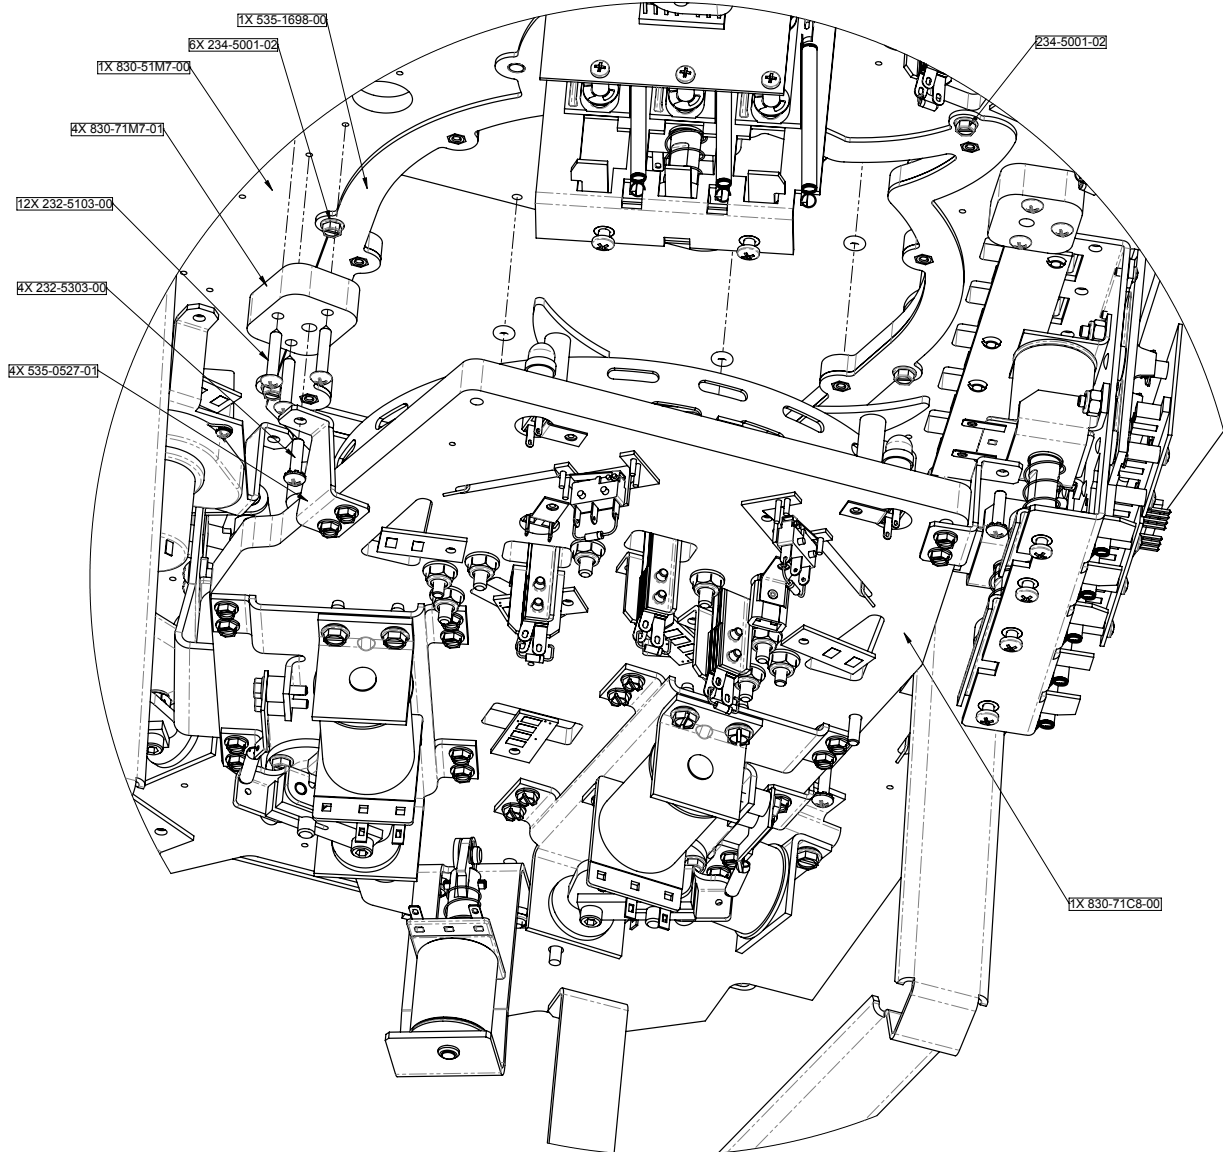 1X 535-1698-00
6X 234-5001-02
234-5001-02
1X 830-51M7-00
4X 830-71M7-01
12X 232-5103-00
4X 232-5303-00
4X 535-0527-01
1X 830-71C8-00